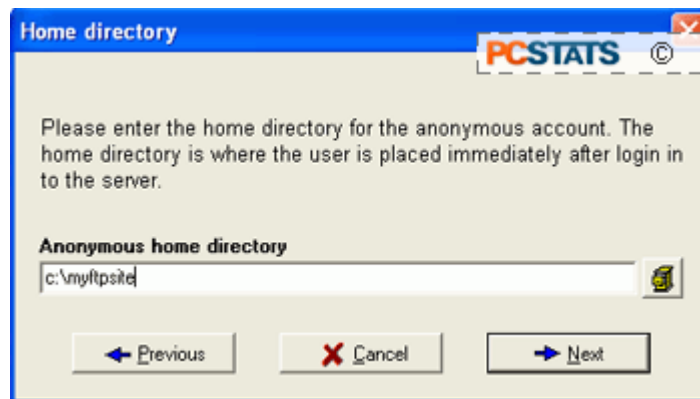 Home directory
PCSTATS ©
Please enter the home directory for the anonymous account. The
home directory is where the user is placed immediately after login in
to the server.
Anonymous home directory
c:\myftpsite
Previous
Cancel
Next